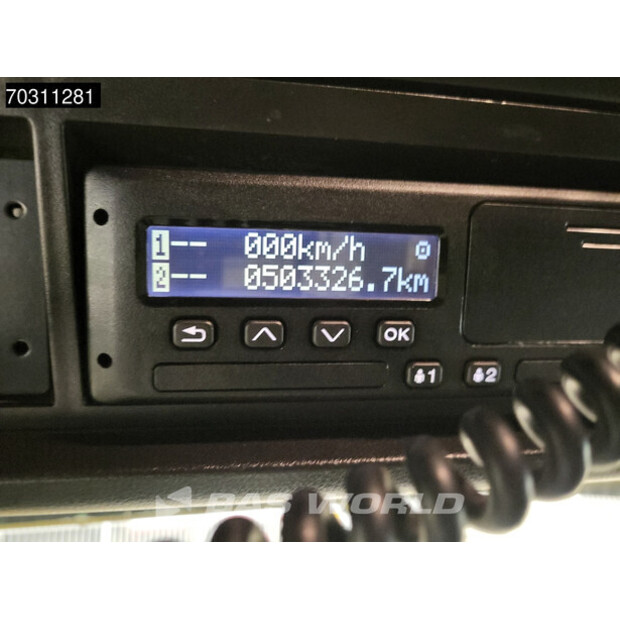 70311281
1-- 000km/h
2-- 0503326.7km
OK
1 2
BAS WORLD